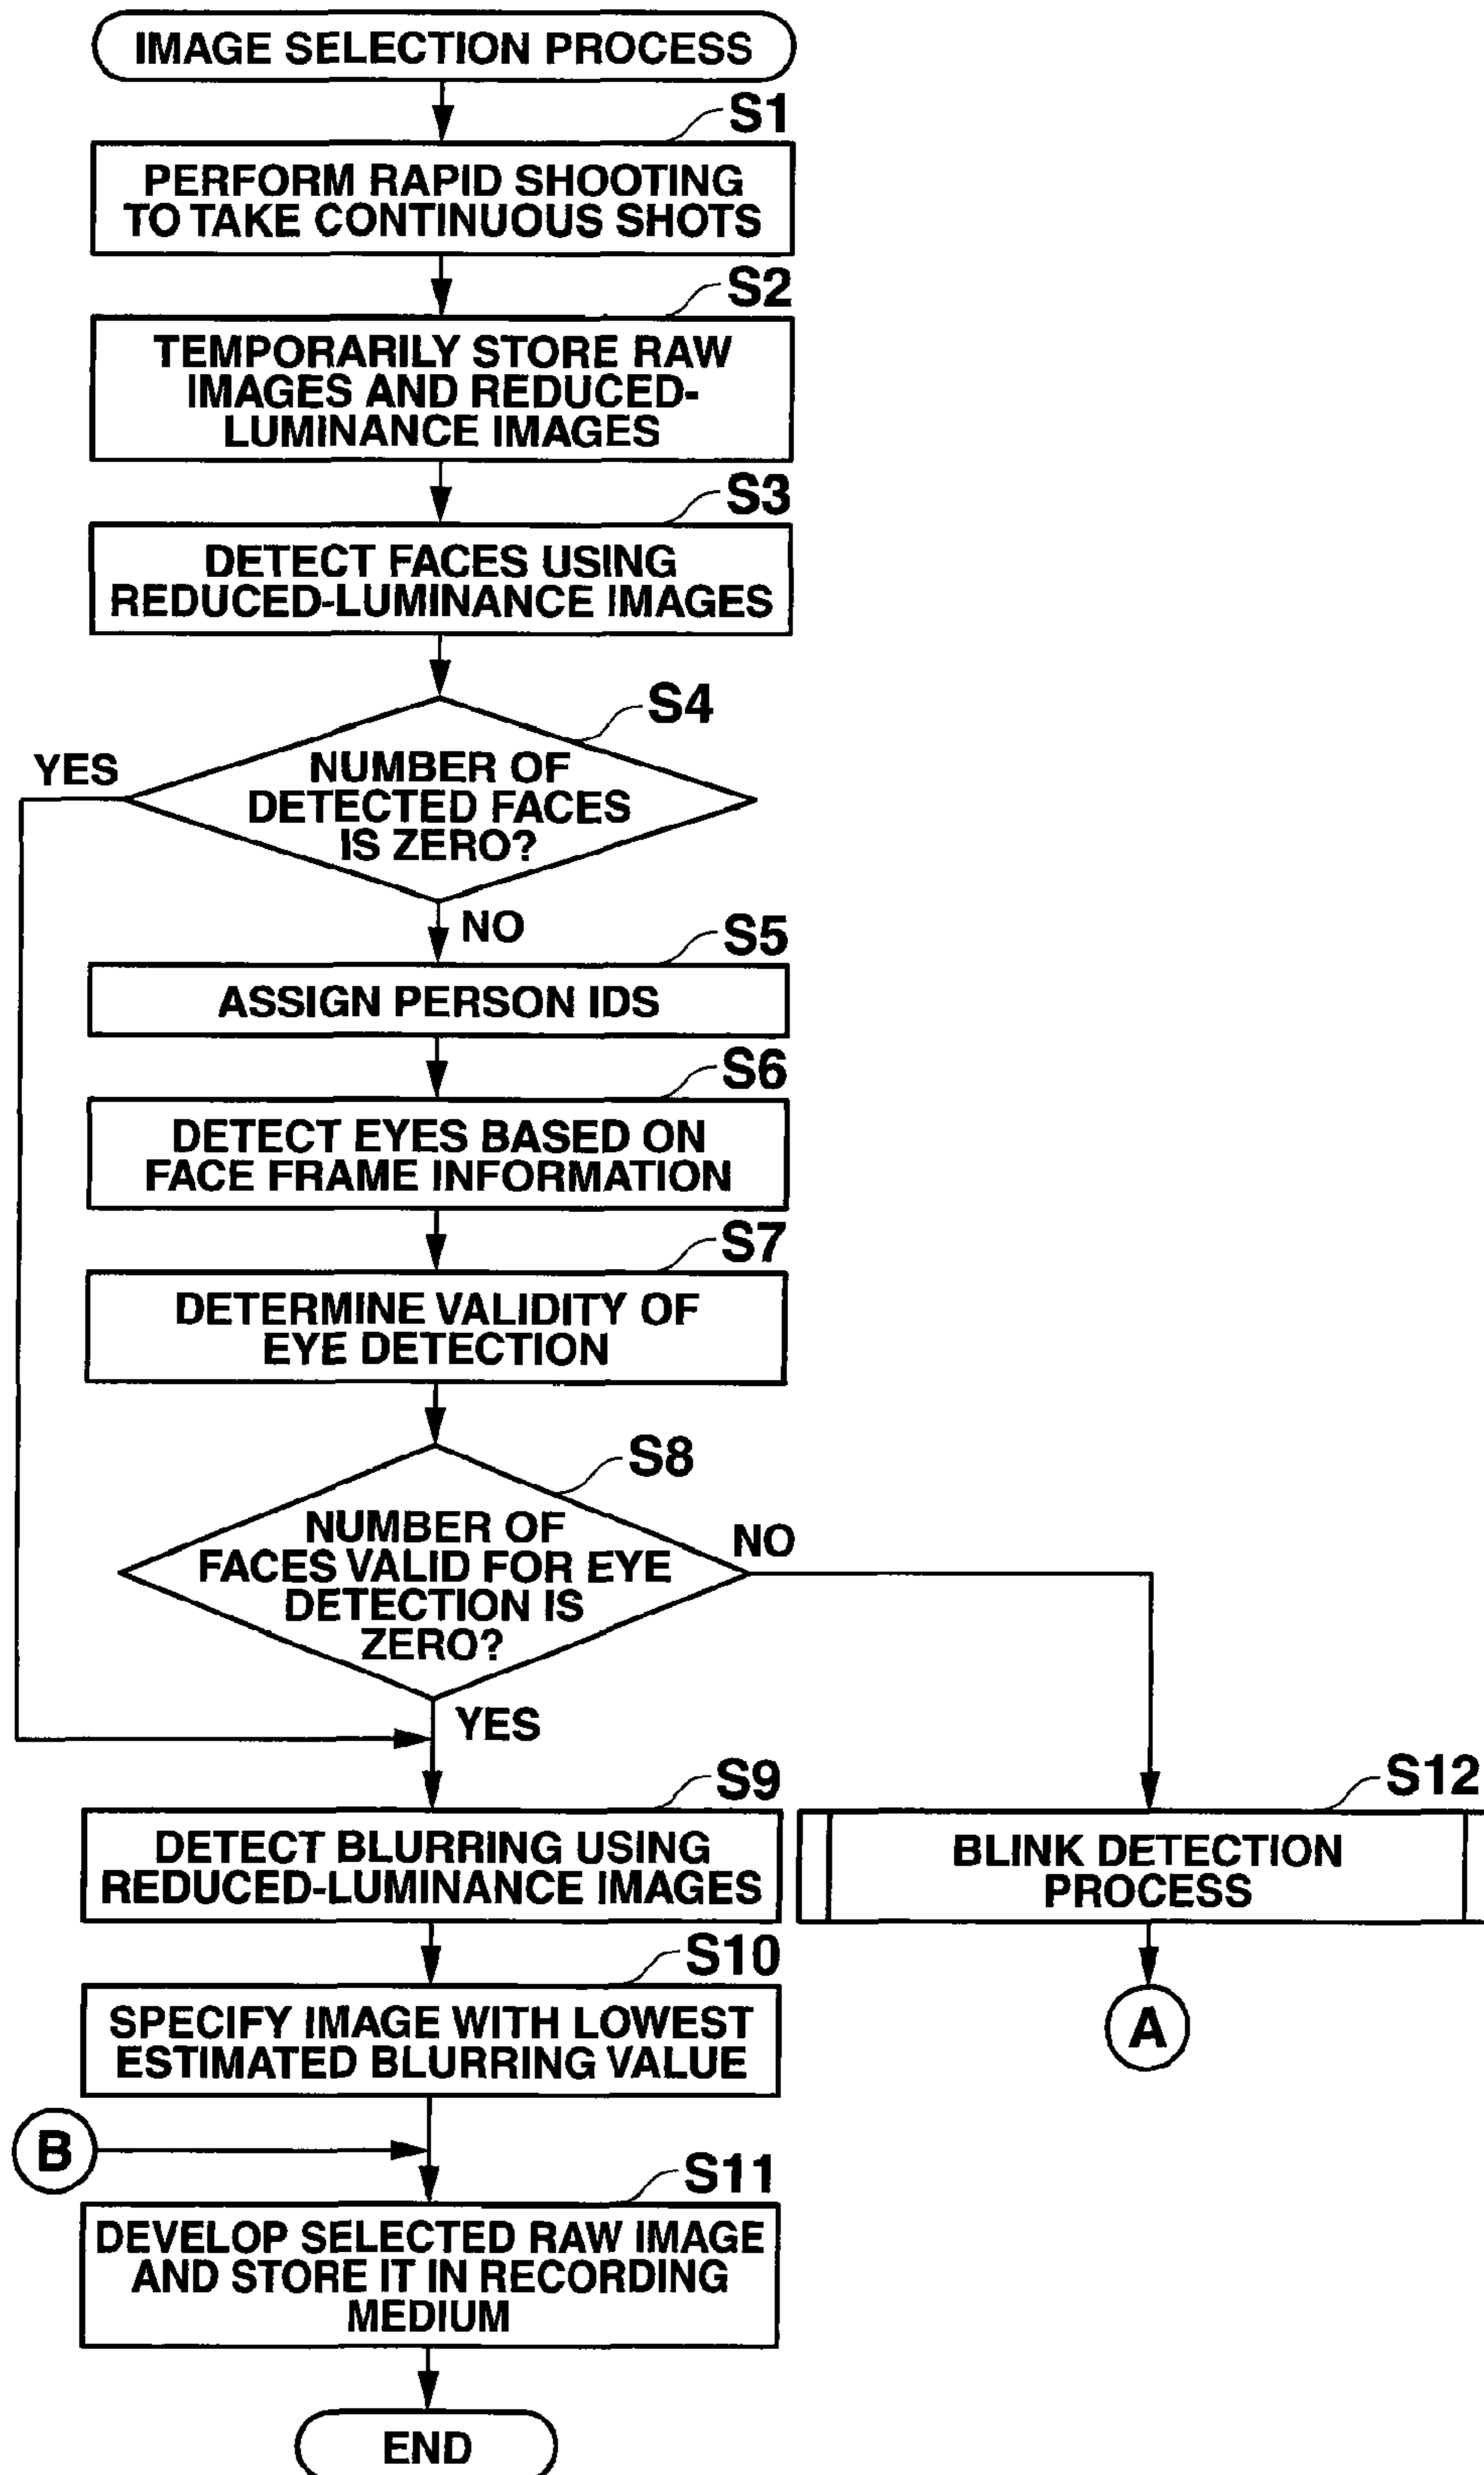 IMAGE SELECTION PROCESS
S1
PERFORM RAPID SHOOTING
TO TAKE CONTINUOUS SHOTS
S2
TEMPORARILY STORE RAW
IMAGES AND REDUCED-
LUMINANCE IMAGES
S3
DETECT FACES USING
REDUCED-LUMINANCE IMAGES
S4
YES
NUMBER OF
DETECTED FACES
IS ZERO?
NO
S5
ASSIGN PERSON IDS
S6
DETECT EYES BASED ON
FACE FRAME INFORMATION
S7
DETERMINE VALIDITY OF
EYE DETECTION
S8
NUMBER OF
FACES VALID FOR EYE
DETECTION IS
ZERO?
NO
YES
S9
DETECT BLURRING USING
REDUCED-LUMINANCE IMAGES
S12
BLINK DETECTION
PROCESS
A
S10
SPECIFY IMAGE WITH LOWEST
ESTIMATED BLURRING VALUE
B
S11
DEVELOP SELECTED RAW IMAGE
AND STORE IT IN RECORDING
MEDIUM
END